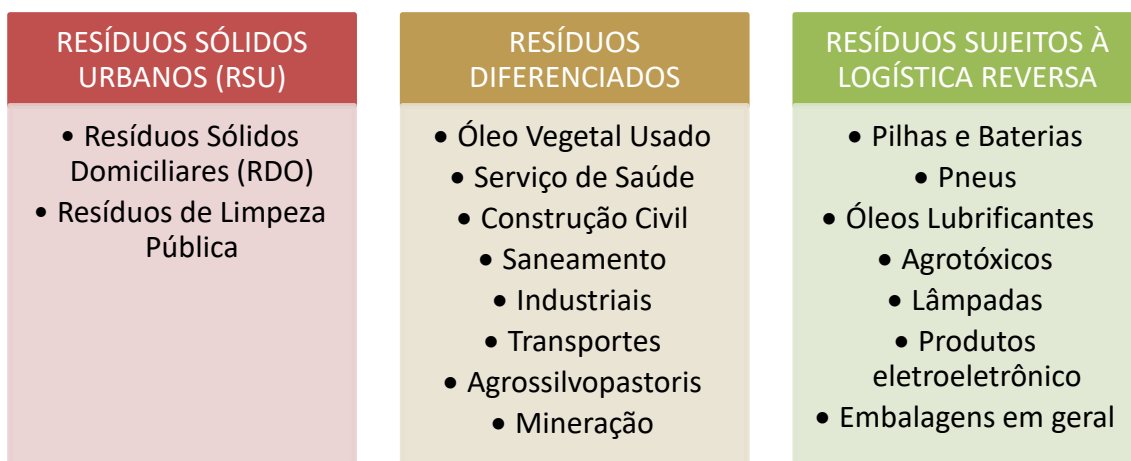 RESÍDUOS SÓLIDOS
URBANOS (RSU)
• Resíduos Sólidos
Domiciliares (RDO)
• Resíduos de Limpeza
Pública
RESÍDUOS
DIFERENCIADOS
• Óleo Vegetal Usado
• Serviço de Saúde
• Construção Civil
• Saneamento
• Industriais
• Transportes
• Agrossilvopastoris
• Mineração
RESÍDUOS SUJEITOS À
LOGÍSTICA REVERSA
• Pilhas e Baterias
• Pneus
• Óleos Lubrificantes
• Agrotóxicos
• Lâmpadas
• Produtos
eletroeletrônico
• Embalagens em geral